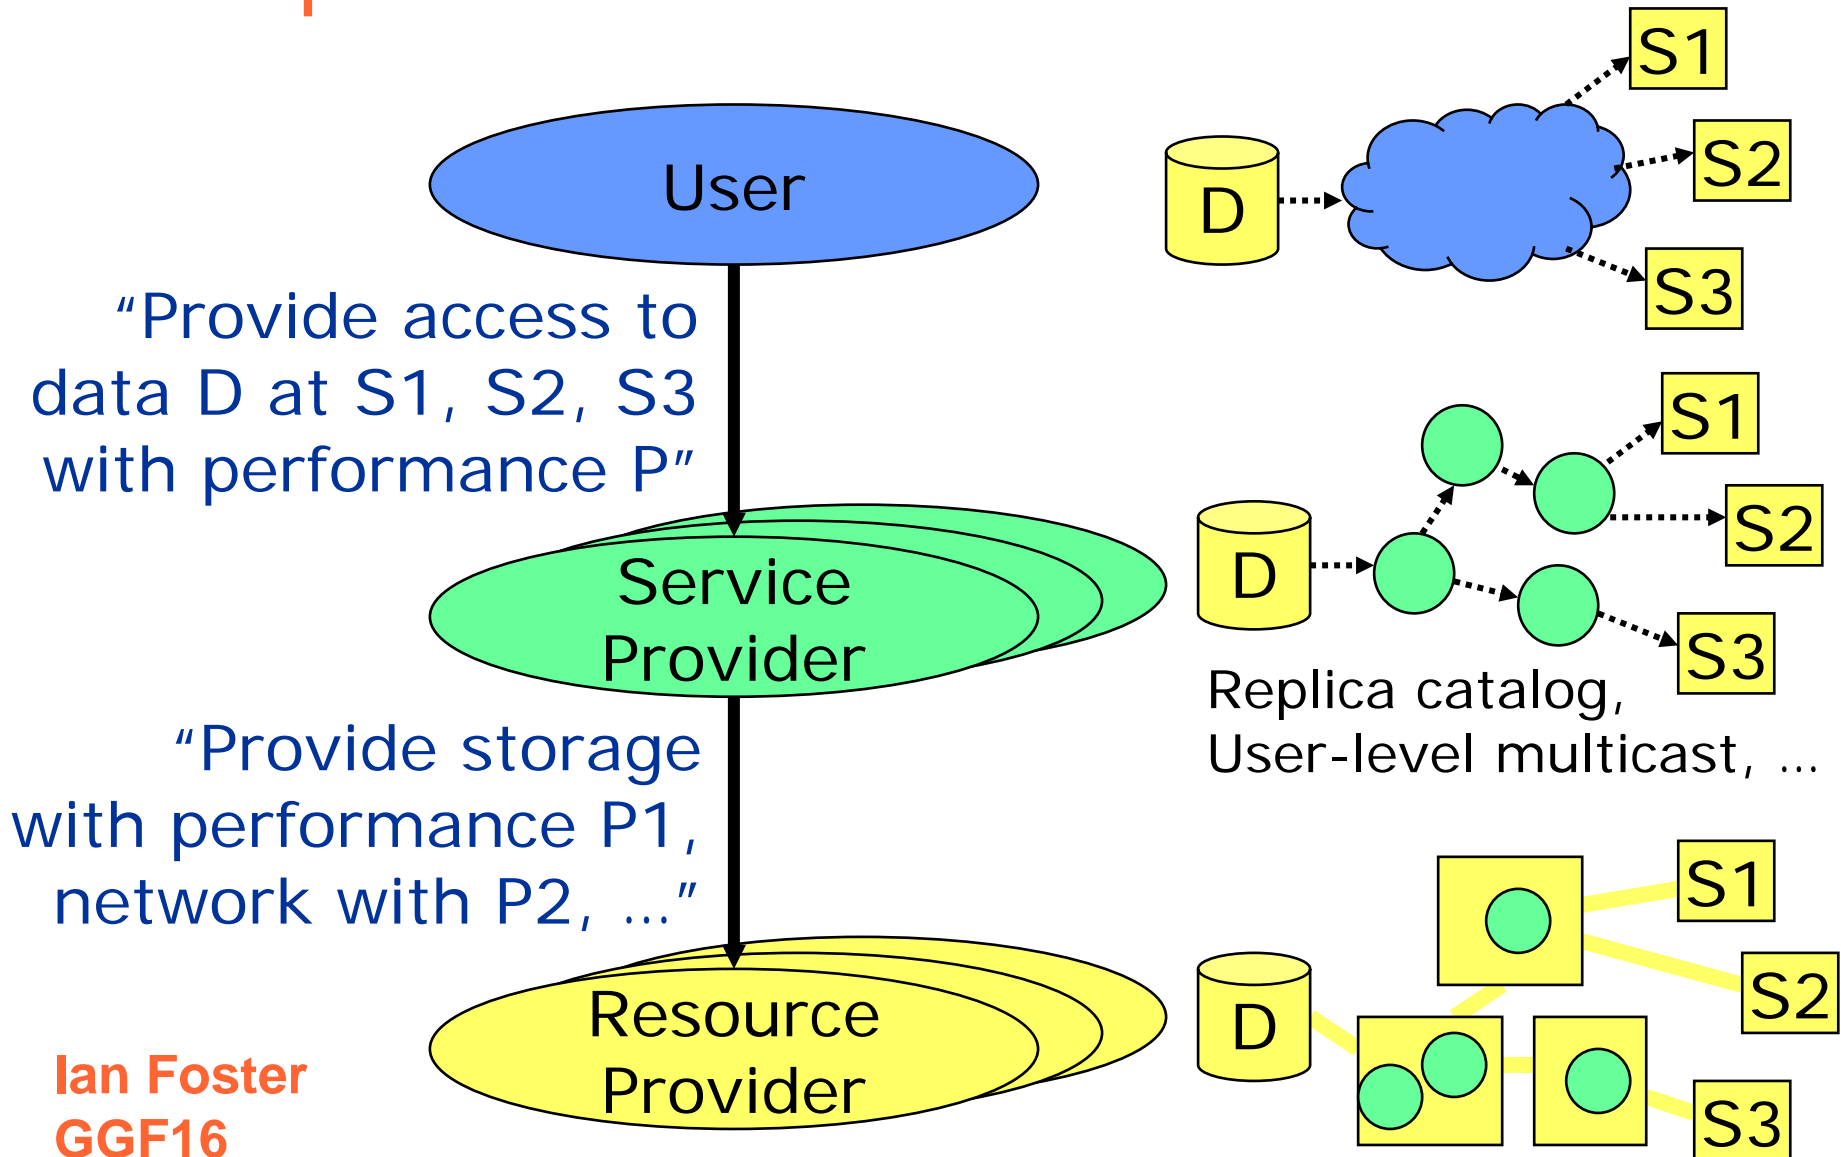 User
“Provide access to
data D at S1, S2, S3
with performance P”
Service
Provider
“Provide storage
with performance P1,
network with P2, ...”
Resource
Provider
Ian Foster
GGF16
D
S1
S2
S3
D
S1
S2
S3
Replica catalog,
User-level multicast, ...
D
S1
S2
S3